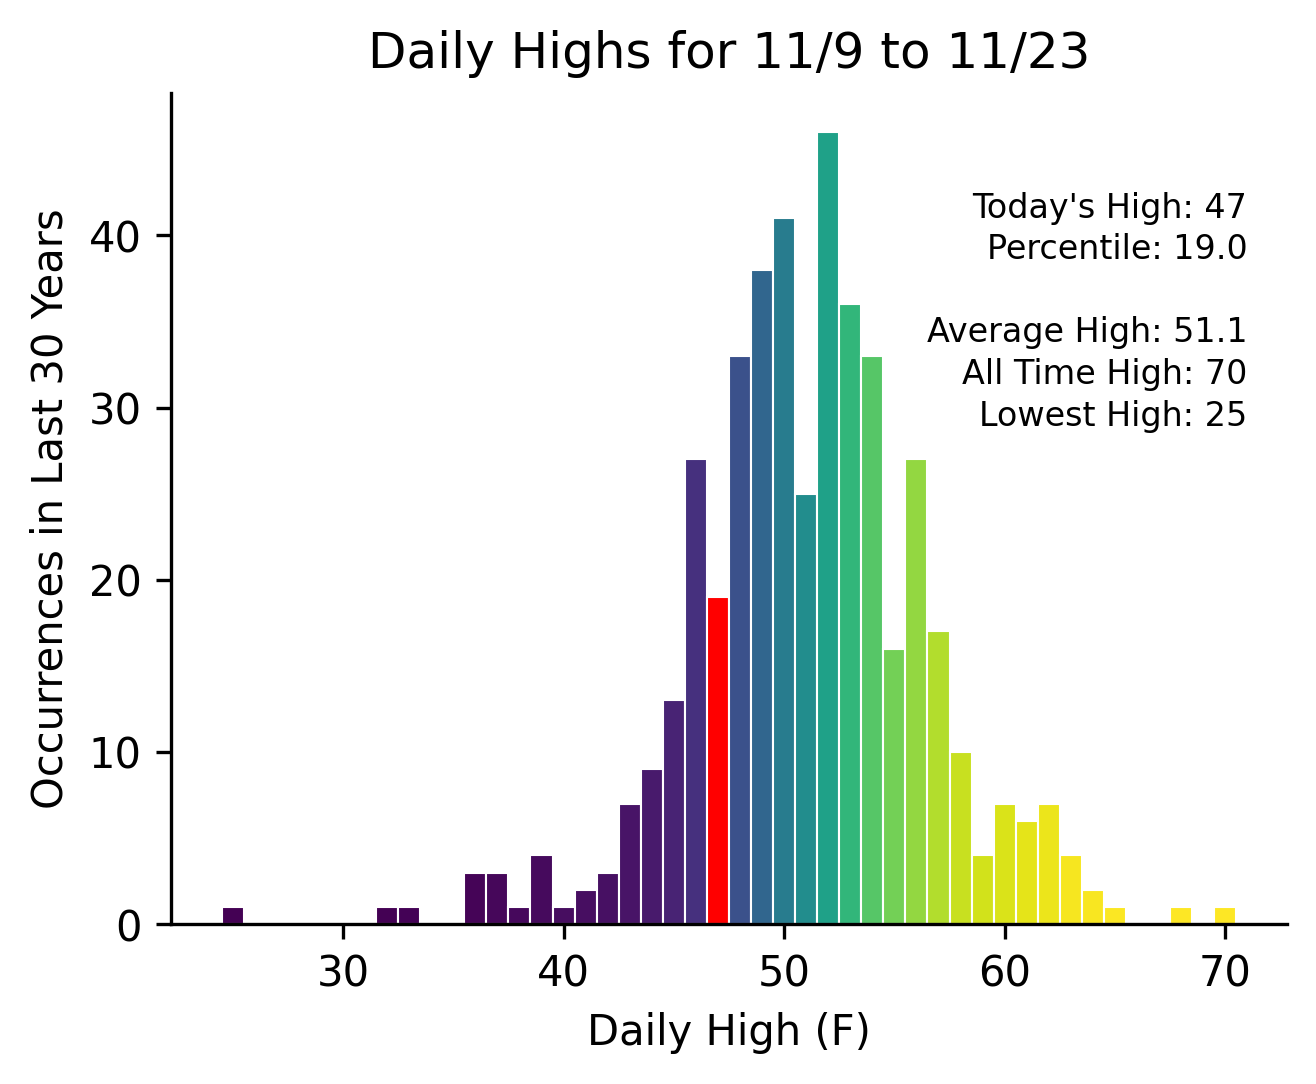 Daily Highs for 11/9 to 11/23
Today's High: 47
Percentile: 19.0
Average High: 51.1
All Time High: 70
Lowest High: 25
Occurrences in Last 30 Years
40
30
20
10
0
30 40 50 60 70
Daily High (F)